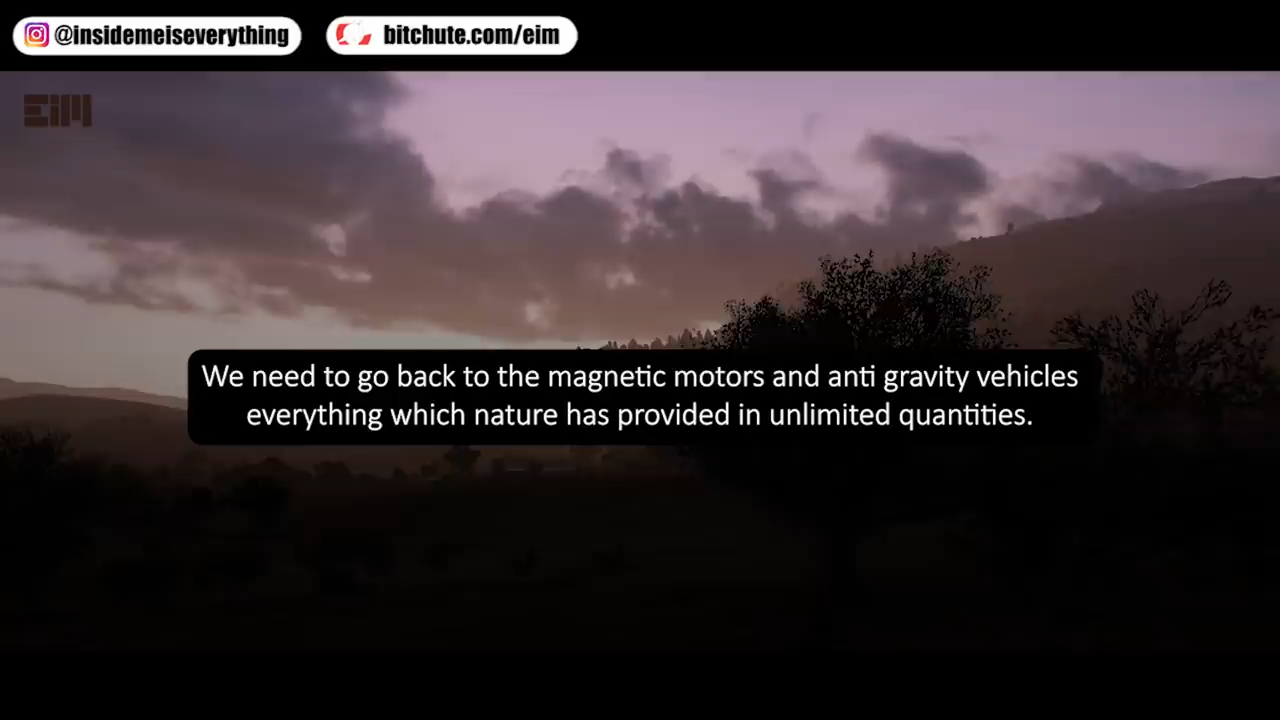 @insidemeiseverything
bitchute.com/eim
EiM
We need to go back to the magnetic motors and anti gravity vehicles
everything which nature has provided in unlimited quantities.